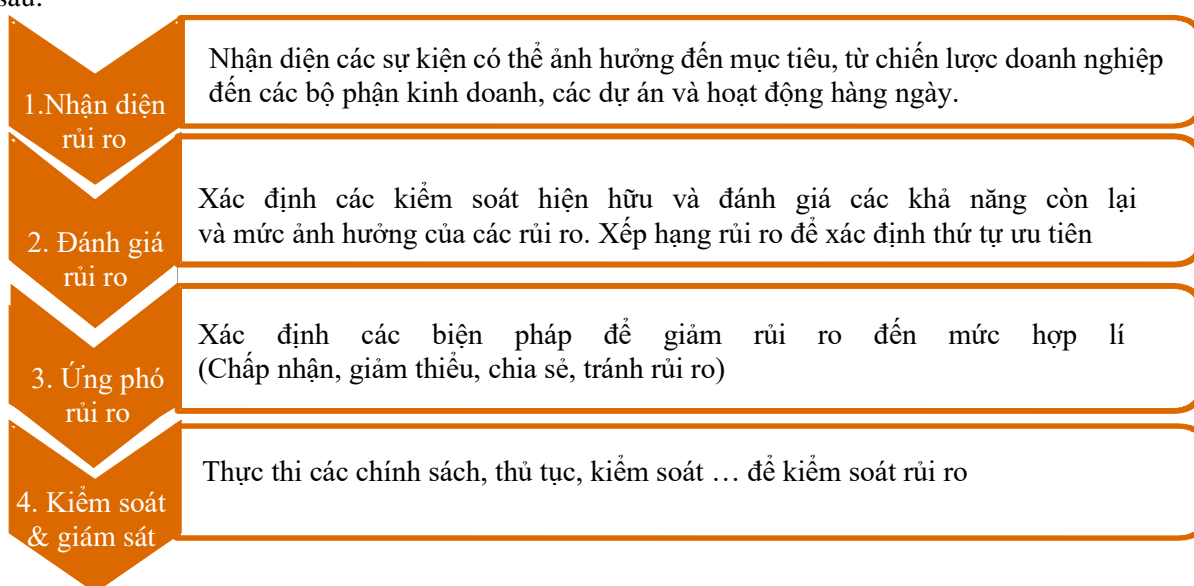 sau:
Nhận diện các sự kiện có thể ảnh hưởng đến mục tiêu, từ chiến lược doanh nghiệp
đến các bộ phận kinh doanh, các dự án và hoạt động hàng ngày.
1.Nhận diện
rủi ro
Xác định các kiểm soát hiện hữu và đánh giá các khả năng còn lại
và mức ảnh hưởng của các rủi ro. Xếp hạng rủi ro để xác định thứ tự ưu tiên
2. Đánh giá
rủi ro
Xác định các biện pháp để giảm rủi ro đến mức hợp lí
(Chấp nhận, giảm thiểu, chia sẻ, tránh rủi ro)
3. Ứng phó
rủi ro
Thực thi các chính sách, thủ tục, kiểm soát … để kiểm soát rủi ro
4. Kiểm soát
& giám sát